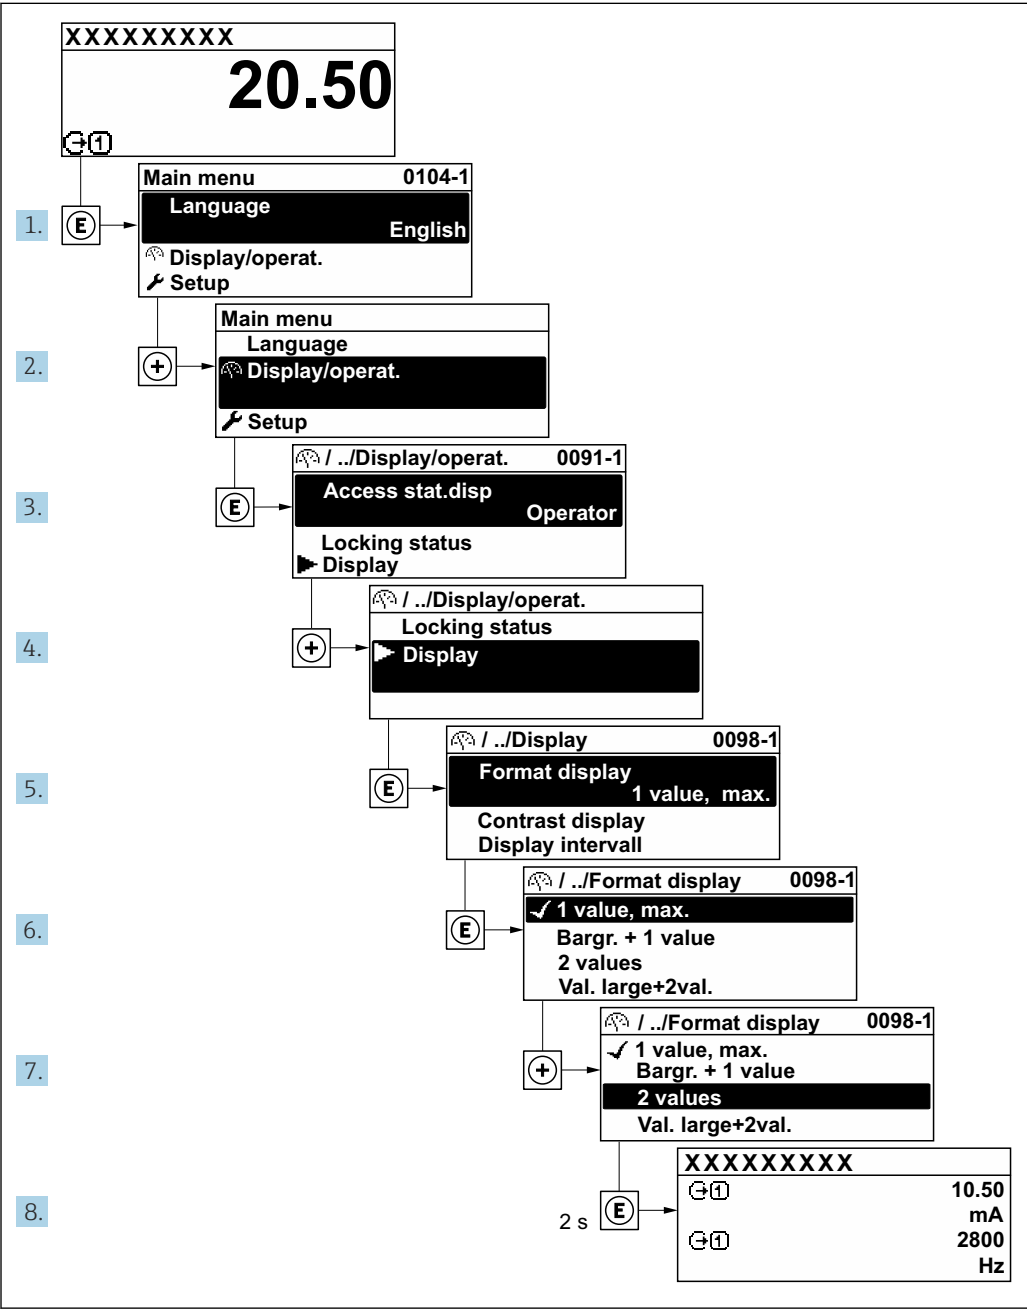 XXXXXXXXX
20.50
1
Main menu 0104-1
Language
English
Display/operat.
Setup
1. E
Main menu
Language
Display/operat.
Setup
2. +
/ ../Display/operat. 0091-1
Access stat.disp
Operator
Locking status
Display
3. E
/ ../Display/operat.
Locking status
Display
4. +
/ ../Display 0098-1
Format display
1 value, max.
Contrast display
Display intervall
5. E
/ ../Format display 0098-1
1 value, max.
Bargr. + 1 value
2 values
Val. large+2val.
6. E
/ ../Format display 0098-1
1 value, max.
Bargr. + 1 value
2 values
Val. large+2val.
7. +
XXXXXXXXX
1 10.50
mA
1 2800
Hz
8. 2 s E